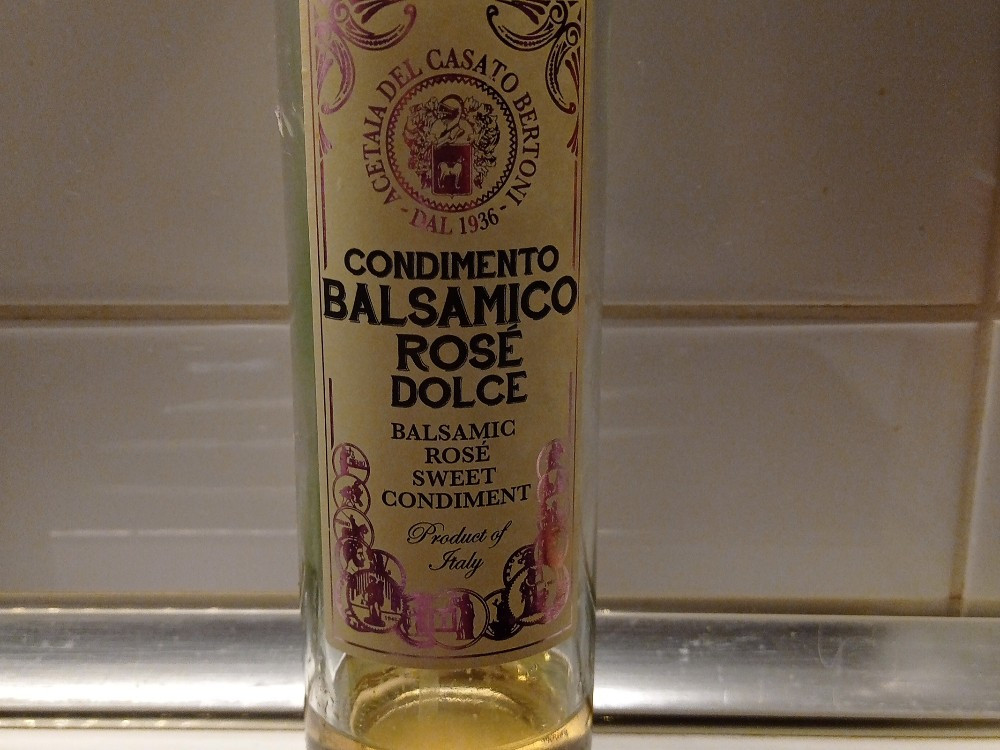 ACETAIA DEL CASATO BERTONI
- DAL 1936 -
CONDIMENTO
BALSAMICO
ROSÉ
DOLCE
BALSAMIC
ROSÉ
SWEET
CONDIMENT
Product of
Italy